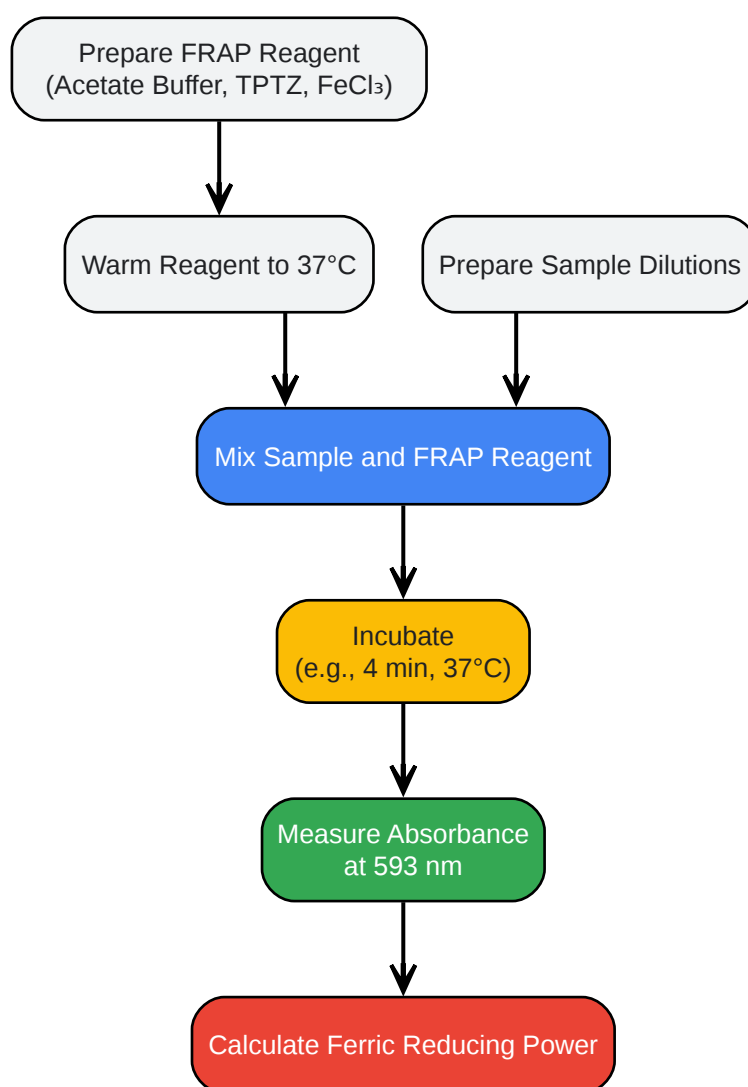 Prepare FRAP Reagent
(Acetate Buffer, TPTZ, FeCl₃)
Warm Reagent to 37°C
Prepare Sample Dilutions
Mix Sample and FRAP Reagent
Incubate
(e.g., 4 min, 37°C)
Measure Absorbance
at 593 nm
Calculate Ferric Reducing Power